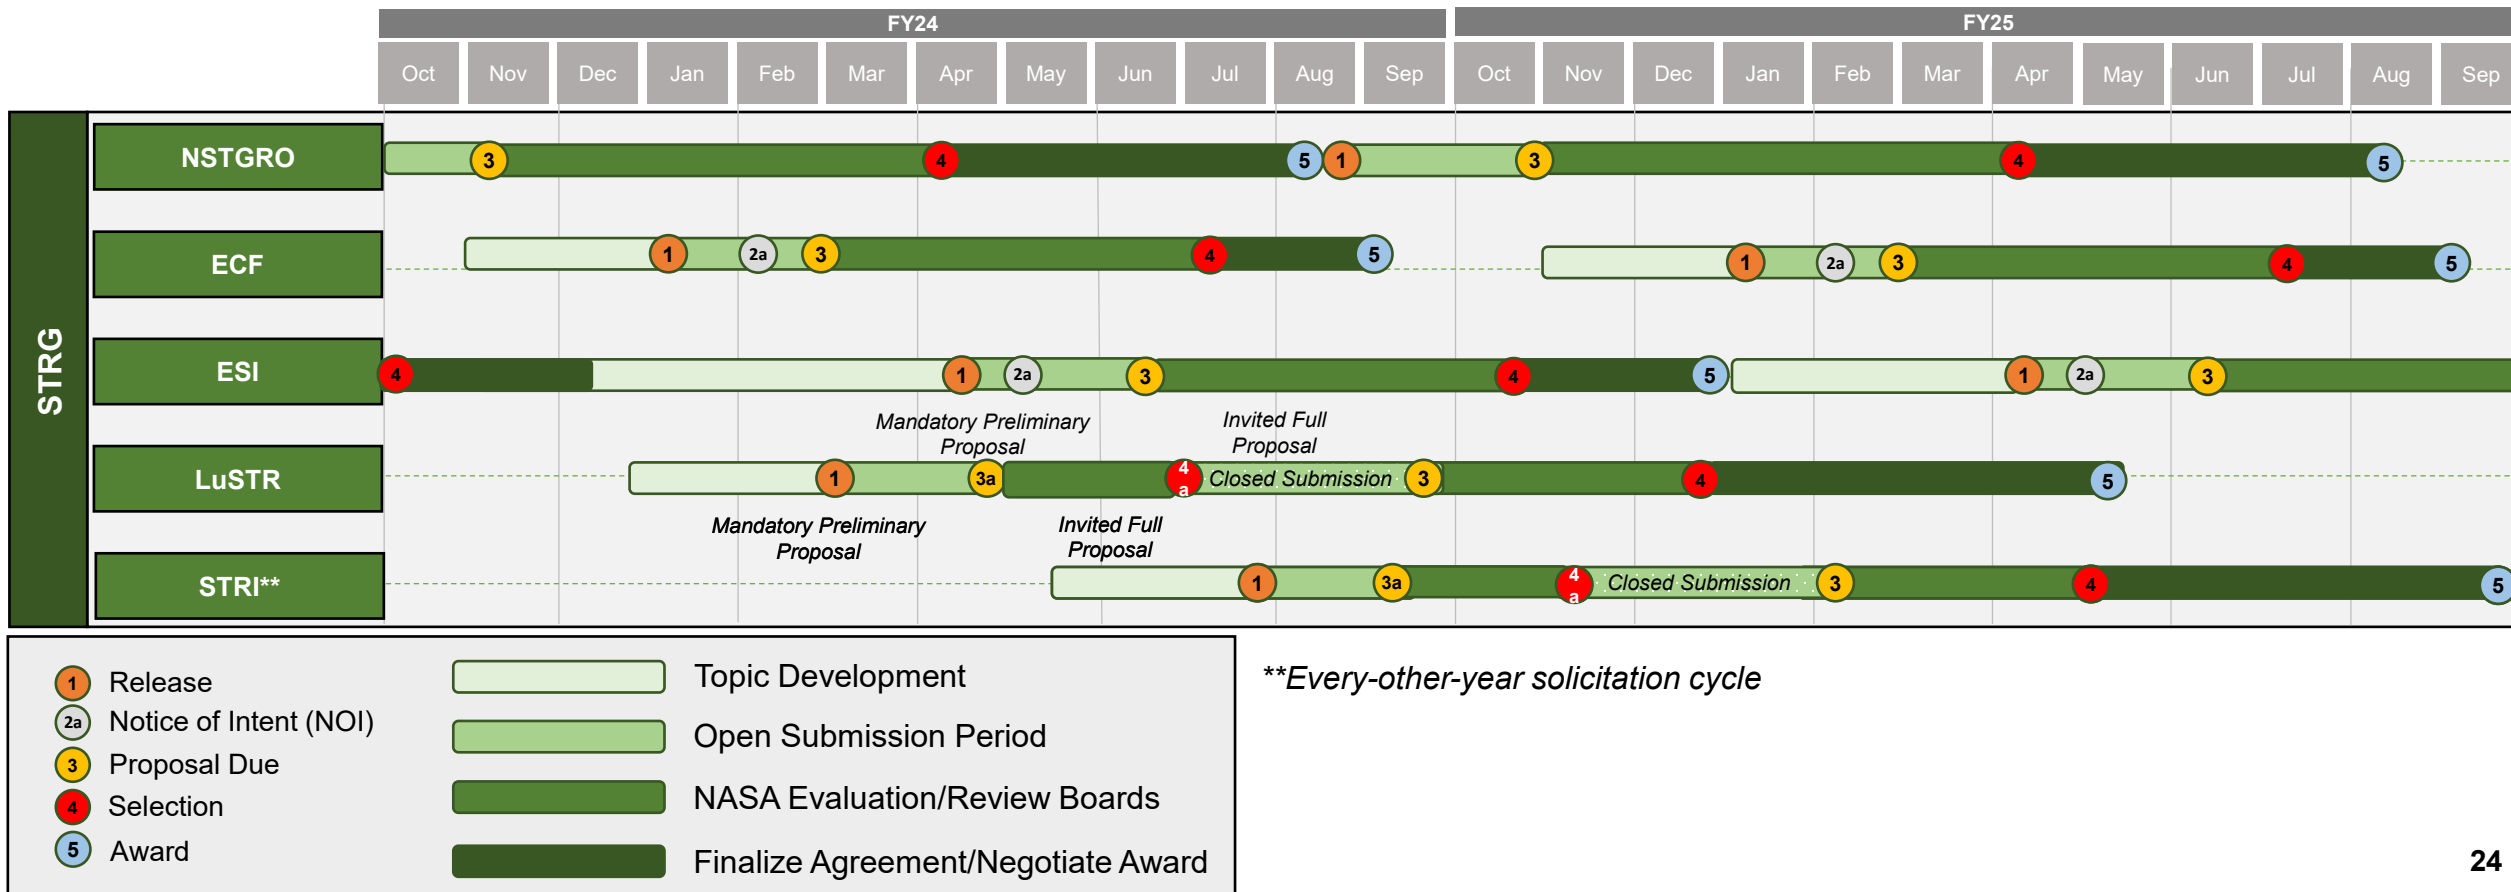 FY24
FY25
Oct
Nov
Dec
Jan
Feb
Mar
Apr
May
Jun
Jul
Aug
Sep
Oct
Nov
Dec
Jan
Feb
Mar
Apr
May
Jun
Jul
Aug
Sep
STRG
NSTGRO
3
4
5
1
3
4
5
ECF
1
2a
3
4
5
1
2a
3
4
5
ESI
4
1
2a
3
4
5
1
2a
3
Mandatory Preliminary
Proposal
Invited Full
Proposal
LuSTR
1
3a
4
a
Closed Submission
3
4
5
Mandatory Preliminary
Proposal
Invited Full
Proposal
STRI**
1
3a
4
a
Closed Submission
3
4
5
1 Release
2a Notice of Intent (NOI)
3 Proposal Due
4 Selection
5 Award
Topic Development
Open Submission Period
NASA Evaluation/Review Boards
Finalize Agreement/Negotiate Award
**Every-other-year solicitation cycle
24